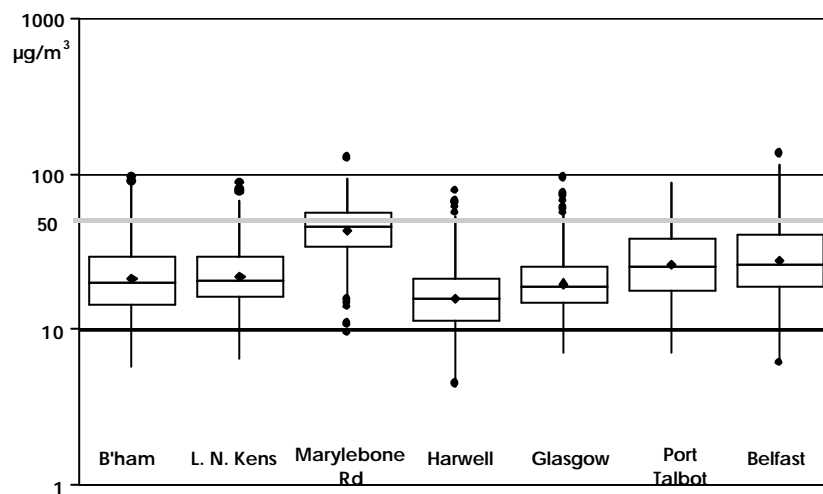 1000
µg/m³
100
50
10
1
B'ham
L. N. Kens
Marylebone
Rd
Harwell
Glasgow
Port
Talbot
Belfast